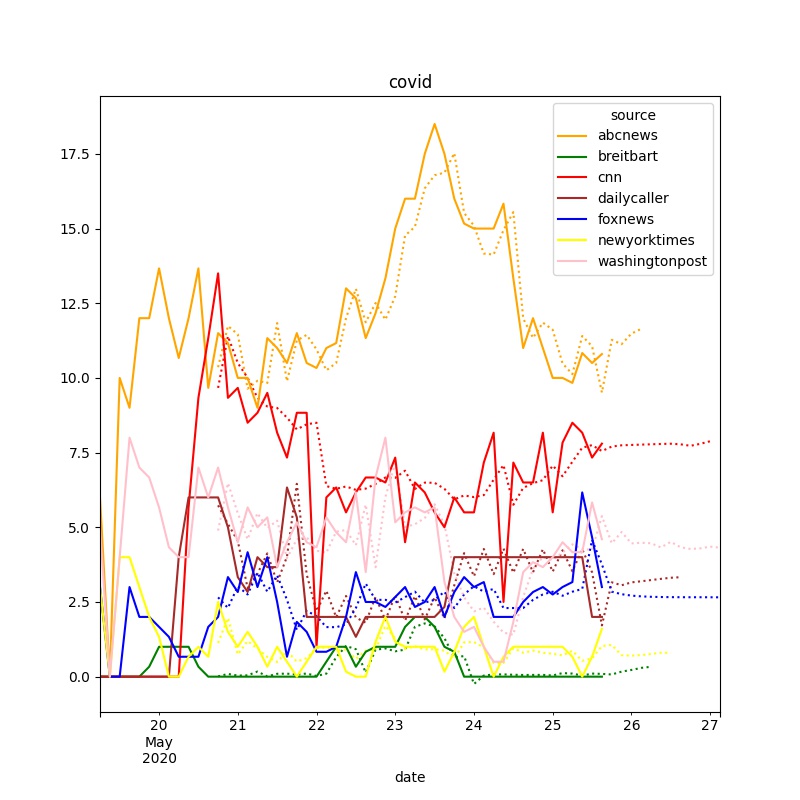 covid
source
abcnews
breitbart
cnn
dailycaller
foxnews
newyorktimes
washingtonpost
17.5
15.0
12.5
10.0
7.5
5.0
2.5
0.0
20 21 22 23 24 25 26 27
May
2020
date